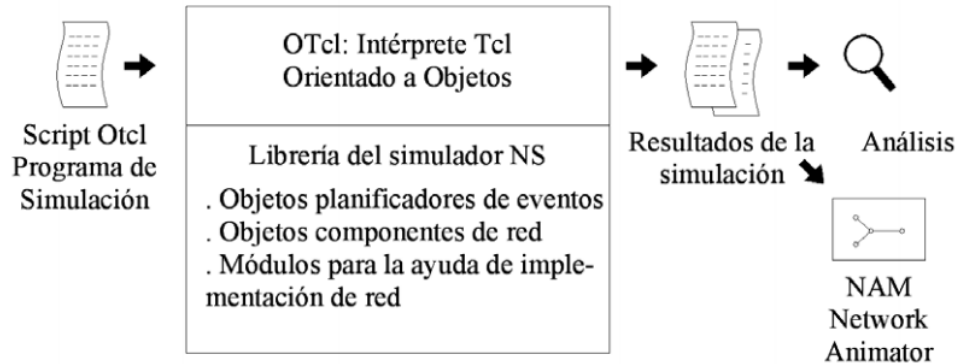 Script Otcl
Programa de
Simulación
OTcl: Intérprete Tcl
Orientado a Objetos
Librería del simulador NS
. Objetos planificadores de eventos
. Objetos componentes de red
. Módulos para la ayuda de imple-
mentación de red
Resultados de la
simulación
Análisis
NAM
Network
Animator